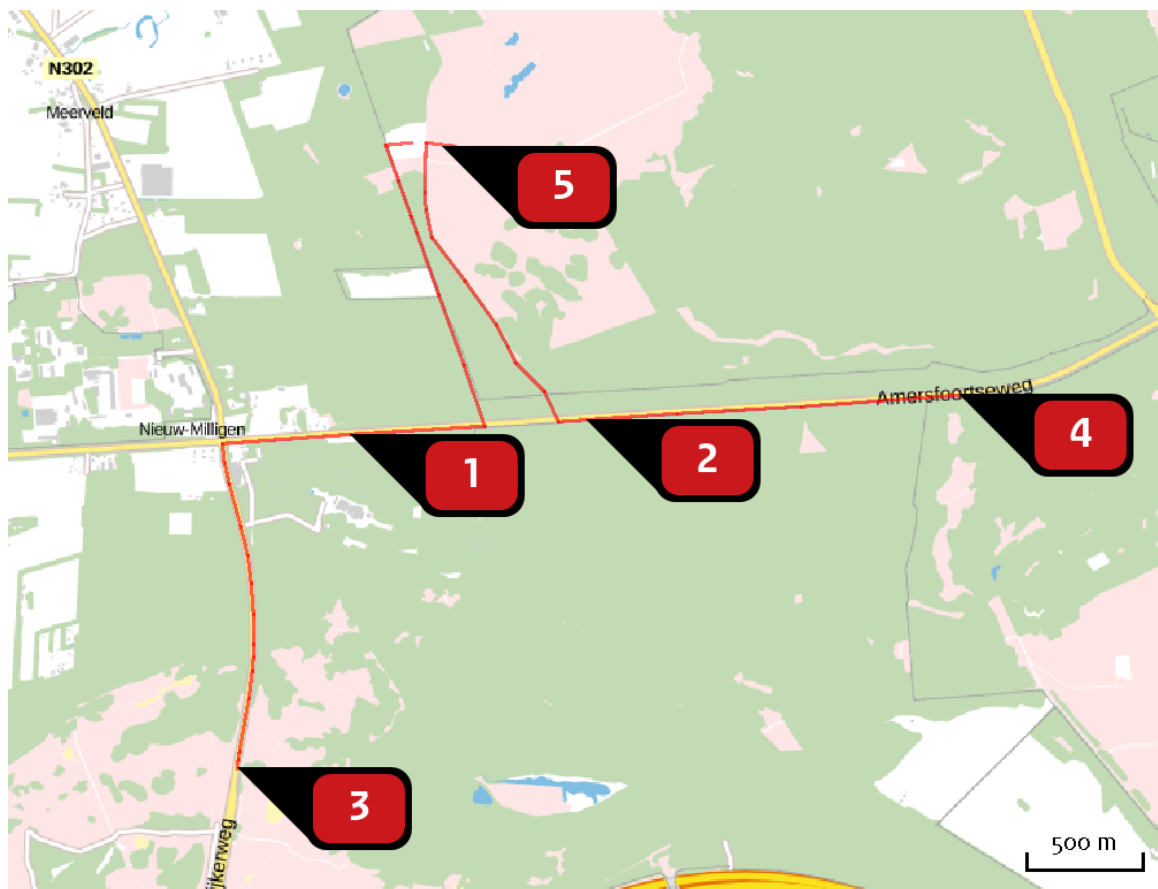 N302
Meerveld
5
Amersfoortseweg
4
Nieuw-Milligen
1
2
3
ijkerweg
500 m